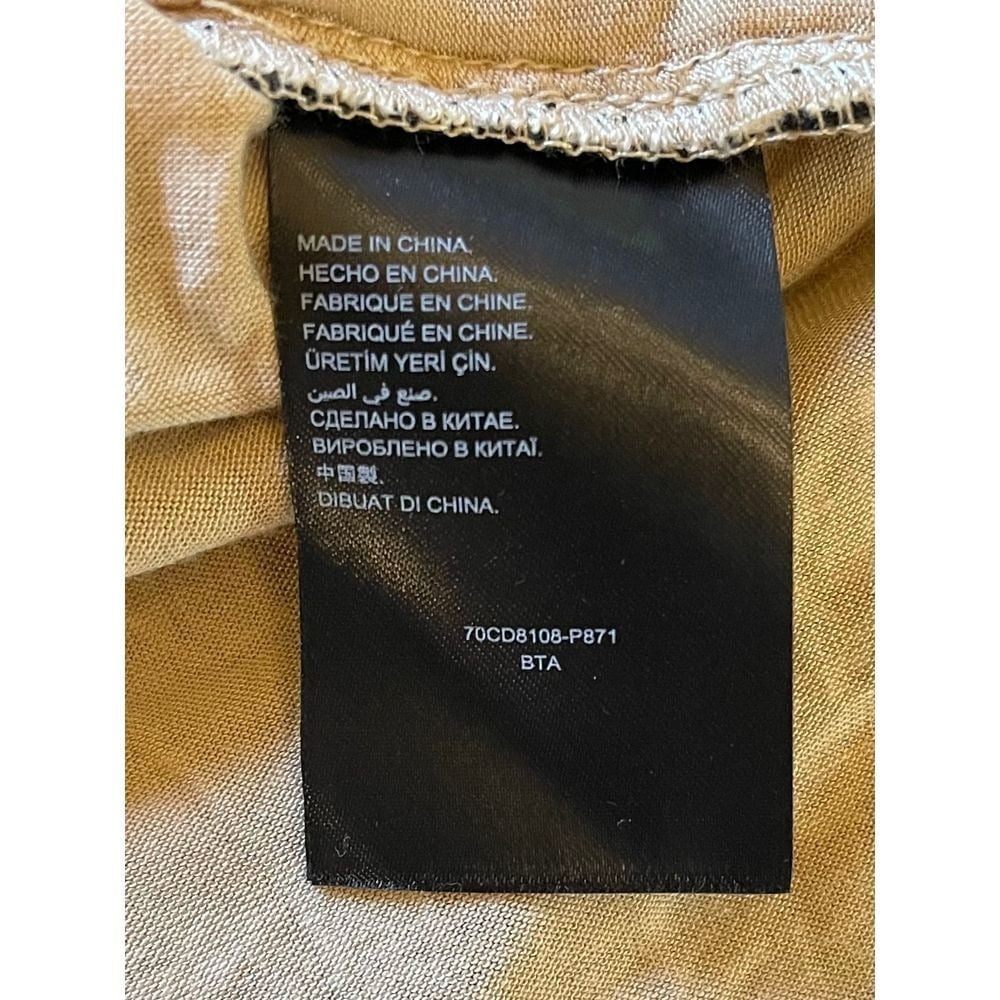 MADE IN CHINA.
HECHO EN CHINA.
FABRIQUE EN CHINE.
FABRIQUÉ EN CHINE.
ÜRETİM YERİ ÇİN.
صنع في الصين.
СДЕЛАНО В КИТАЕ.
ВИРОБЛЕНО В КИТАЇ.
中国製.
DIBUAT DI CHINA.
70CD8108-P871
BTA